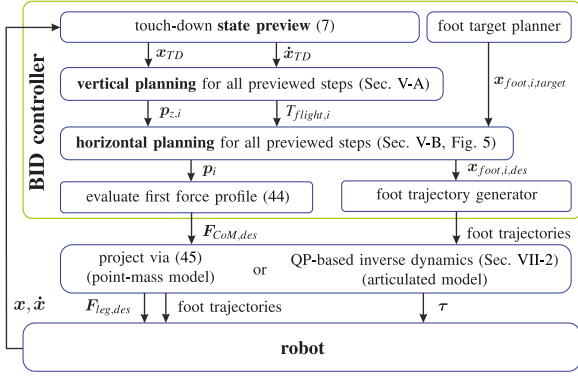 BID controller
touch-down state preview (7)
foot target planner
x_TD
ẋ_TD
vertical planning for all previewed steps (Sec. V-A)
x_foot,i,target
p_z,i
T_flight,i
horizontal planning for all previewed steps (Sec. V-B, Fig. 5)
p_i
x_foot,i,des
evaluate first force profile (44)
foot trajectory generator
F_CoM,des
foot trajectories
project via (45)
(point-mass model)
or
QP-based inverse dynamics (Sec. VII-2)
(articulated model)
x, ẋ
F_leg,des
foot trajectories
τ
robot